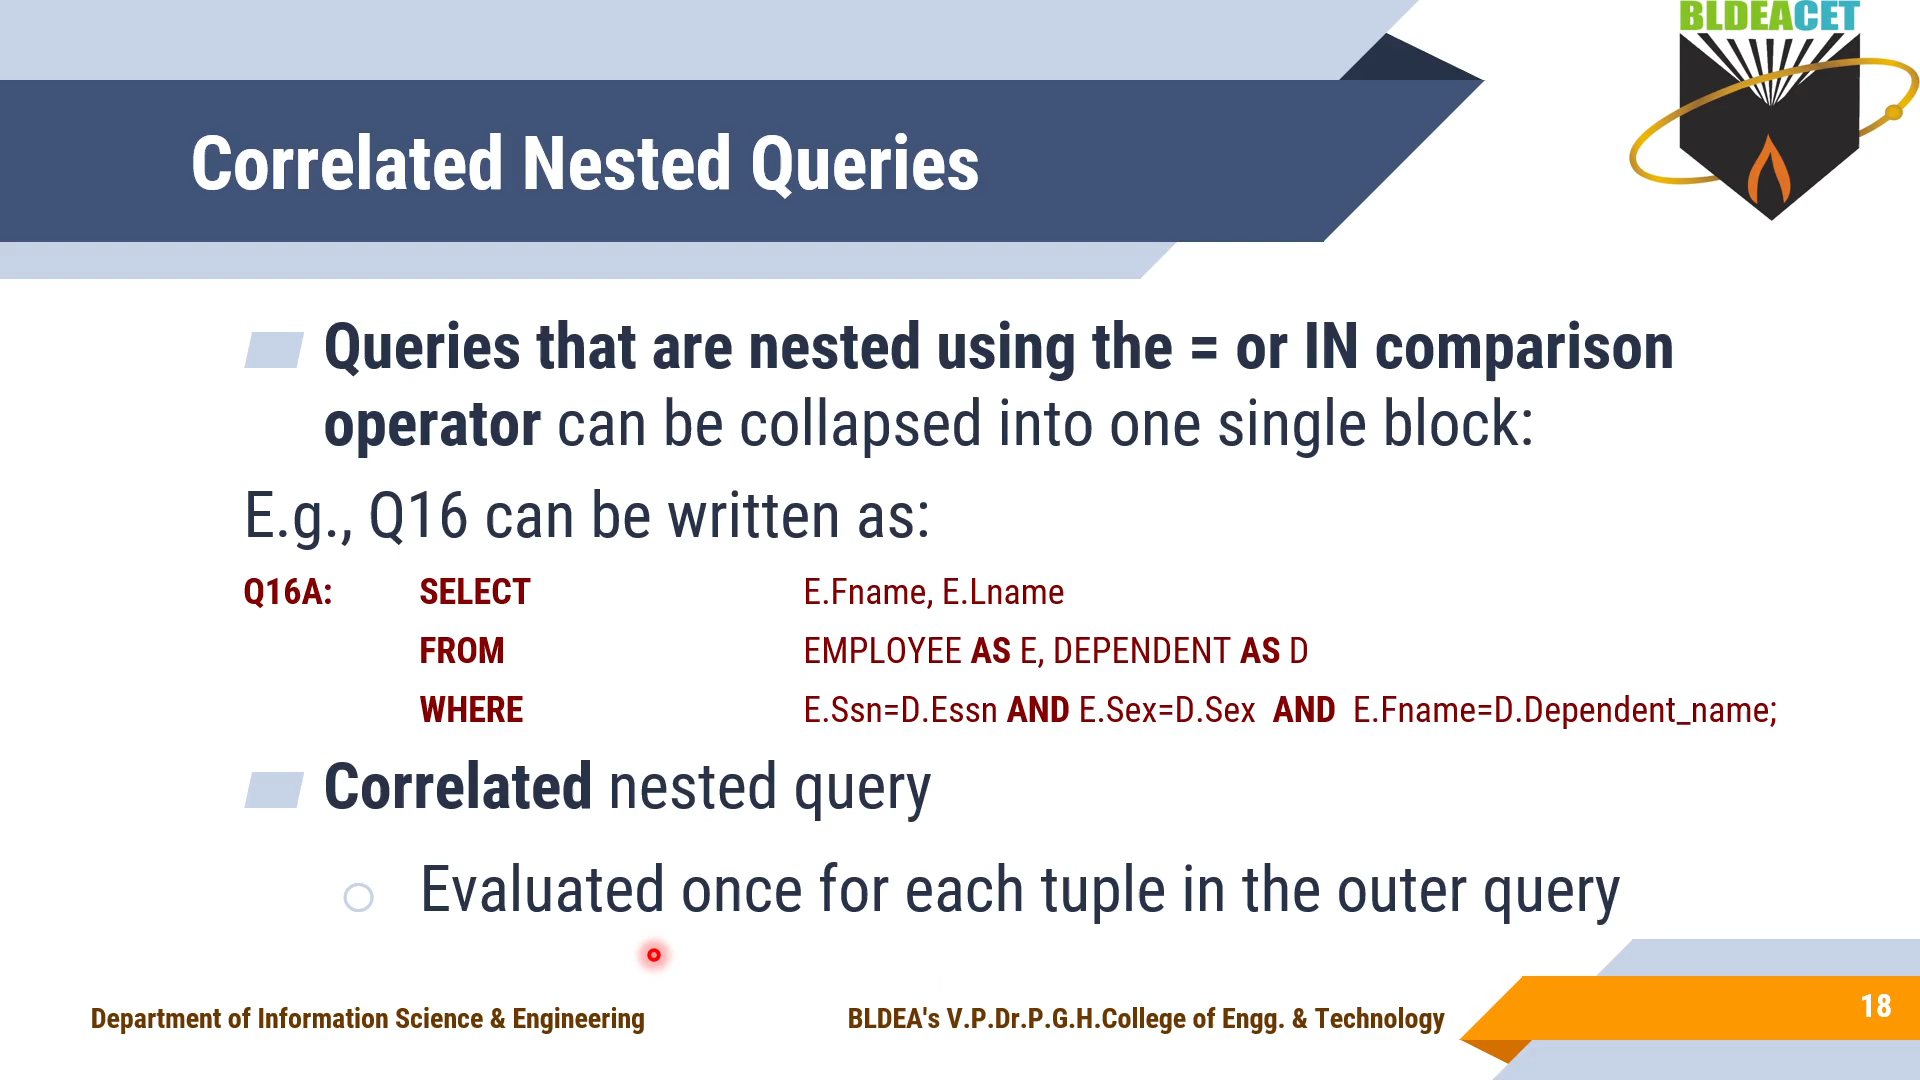 BLDEACET
Correlated Nested Queries
Queries that are nested using the = or IN comparison
operator can be collapsed into one single block:
E.g., Q16 can be written as:
Q16A: SELECT E.Fname, E.Lname
FROM EMPLOYEE AS E, DEPENDENT AS D
WHERE E.Ssn=D.Essn AND E.Sex=D.Sex AND E.Fname=D.Dependent_name;
Correlated nested query
Evaluated once for each tuple in the outer query
Department of Information Science & Engineering BLDEA's V.P.Dr.P.G.H.College of Engg. & Technology 18